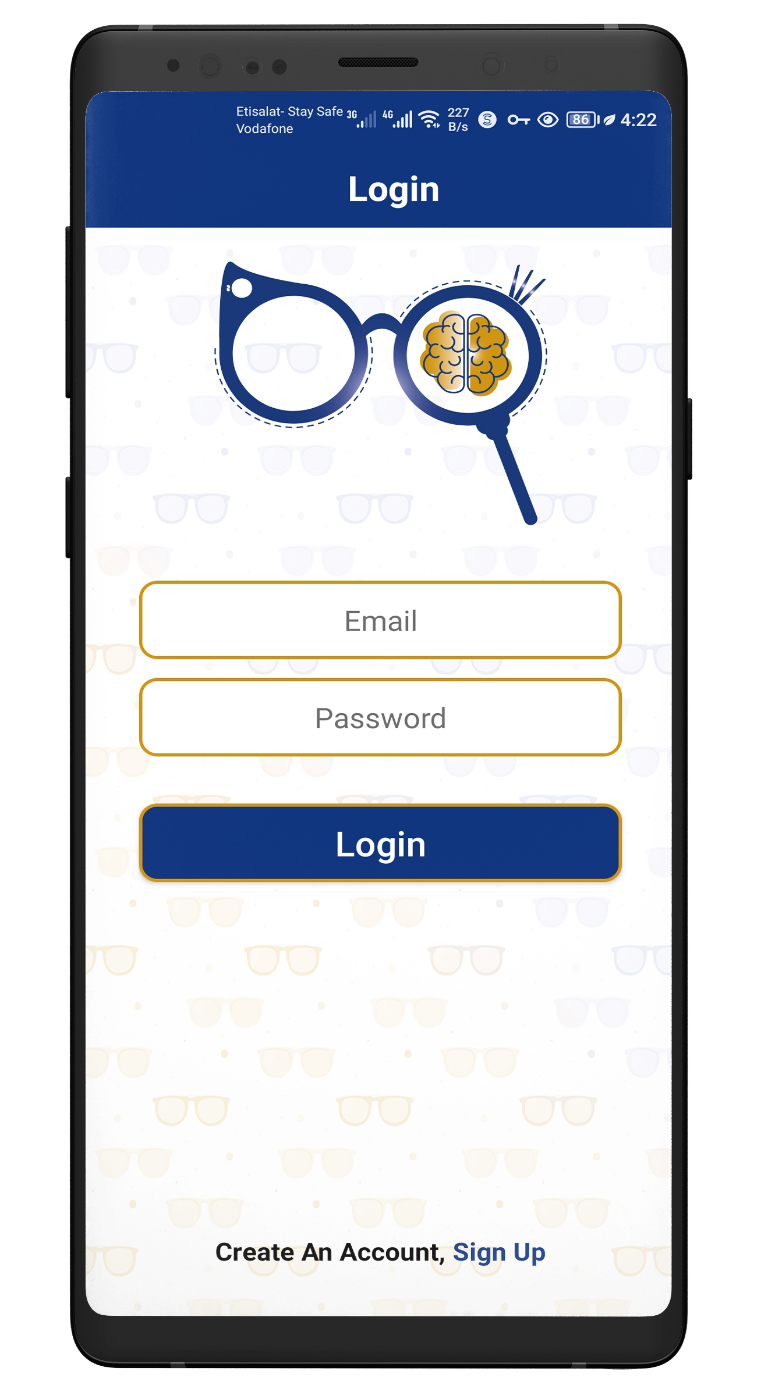 Etisalat- Stay Safe 3G 4G 227 B/s 86 4:22
Vodafone
Login
Email
Password
Login
Create An Account, Sign Up